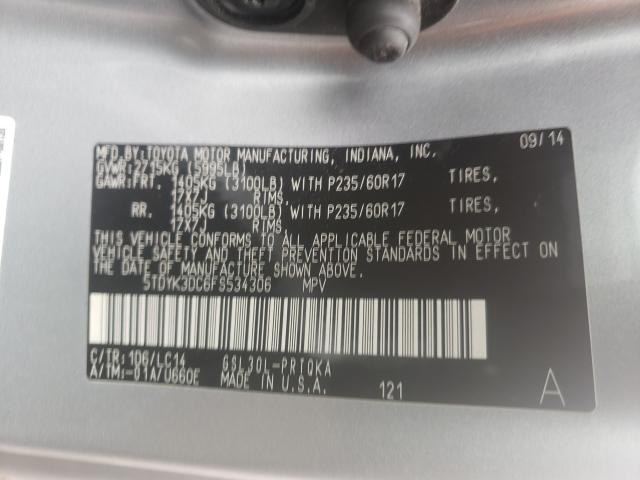 MFD.BY:TOYOTA MOTOR MANUFACTURING, INDIANA, INC. 09/14
GVWR:2715KG (5995LB)
GAWR:FRT. 1405KG (3100LB) WITH P235/60R17 TIRES,
17X7J RIMS,
RR. 1405KG (3100LB) WITH P235/60R17 TIRES,
17X7J RIMS.
THIS VEHICLE CONFORMS TO ALL APPLICABLE FEDERAL MOTOR
VEHICLE SAFETY AND THEFT PREVENTION STANDARDS IN EFFECT ON
THE DATE OF MANUFACTURE SHOWN ABOVE.
5TDYK3DC6FS534306 MPV
C/TR:1D6/LC14 GSL30L-PRTQKA
A/TM:-01A/U660E MADE IN U.S.A. 121 A